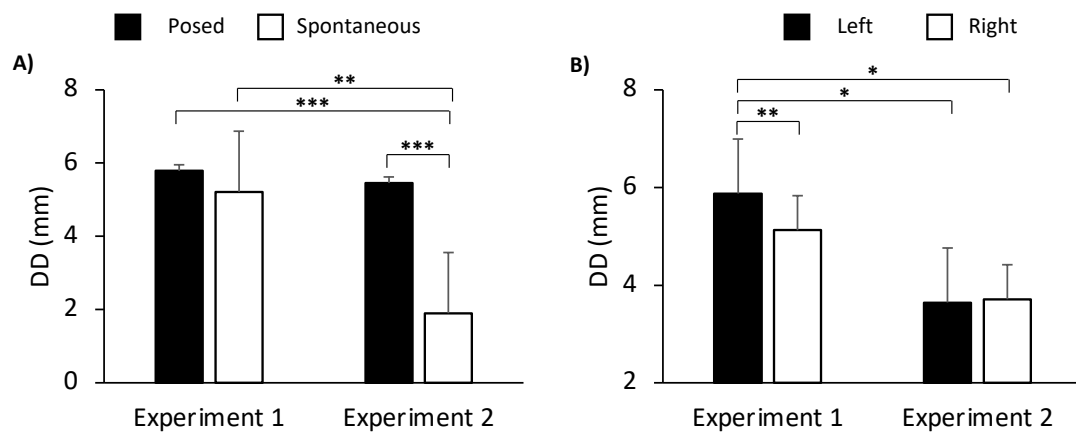 Posed Spontaneous
A)
**
***
***
8
6
4
2
0
DD (mm)
Experiment 1 Experiment 2
Left Right
B)
*
*
**
8
6
4
2
DD (mm)
Experiment 1 Experiment 2